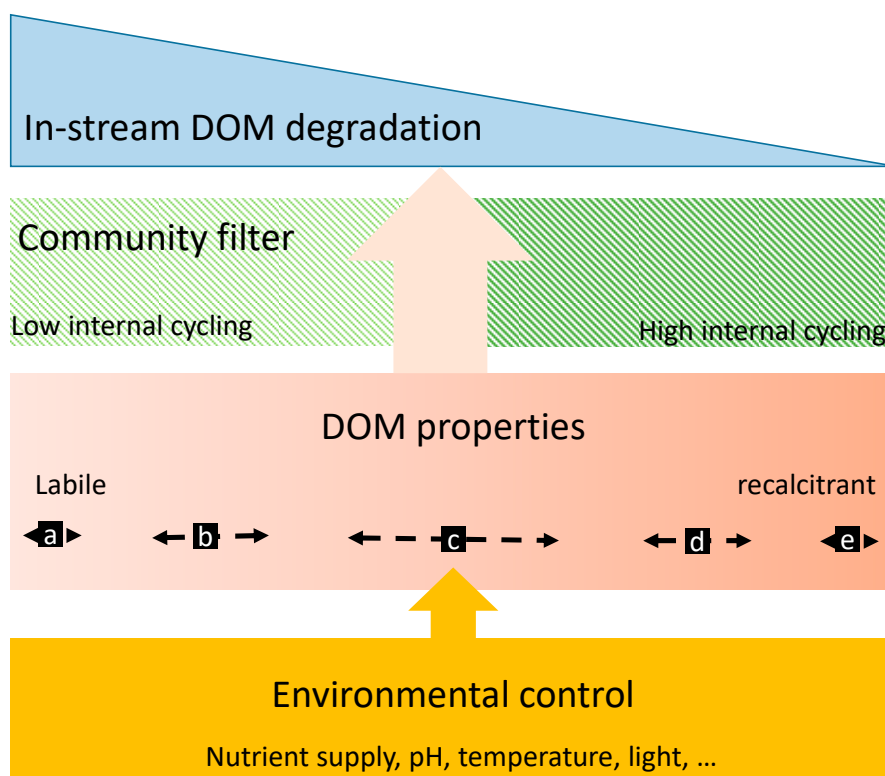 In-stream DOM degradation
Community filter
Low internal cycling
High internal cycling
DOM properties
Labile
recalcitrant
a
b
c
d
e
Environmental control
Nutrient supply, pH, temperature, light, ...